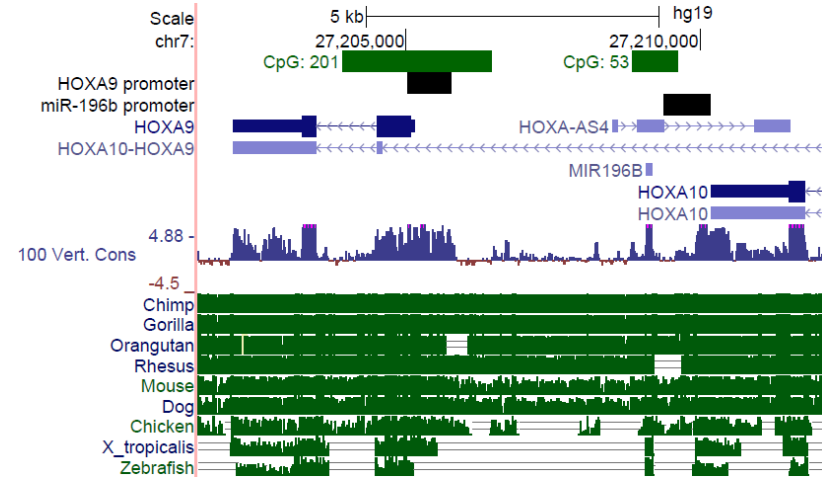 Scale 5 kb hg19
chr7: 27,205,000 27,210,000
CpG: 201 CpG: 53
HOXA9 promoter
miR-196b promoter
HOXA9 HOXA-AS4
HOXA10-HOXA9
MIR196B
HOXA10
HOXA10
4.88 -
100 Vert. Cons
-4.5 _
Chimp
Gorilla
Orangutan
Rhesus
Mouse
Dog
Chicken
X_tropicalis
Zebrafish